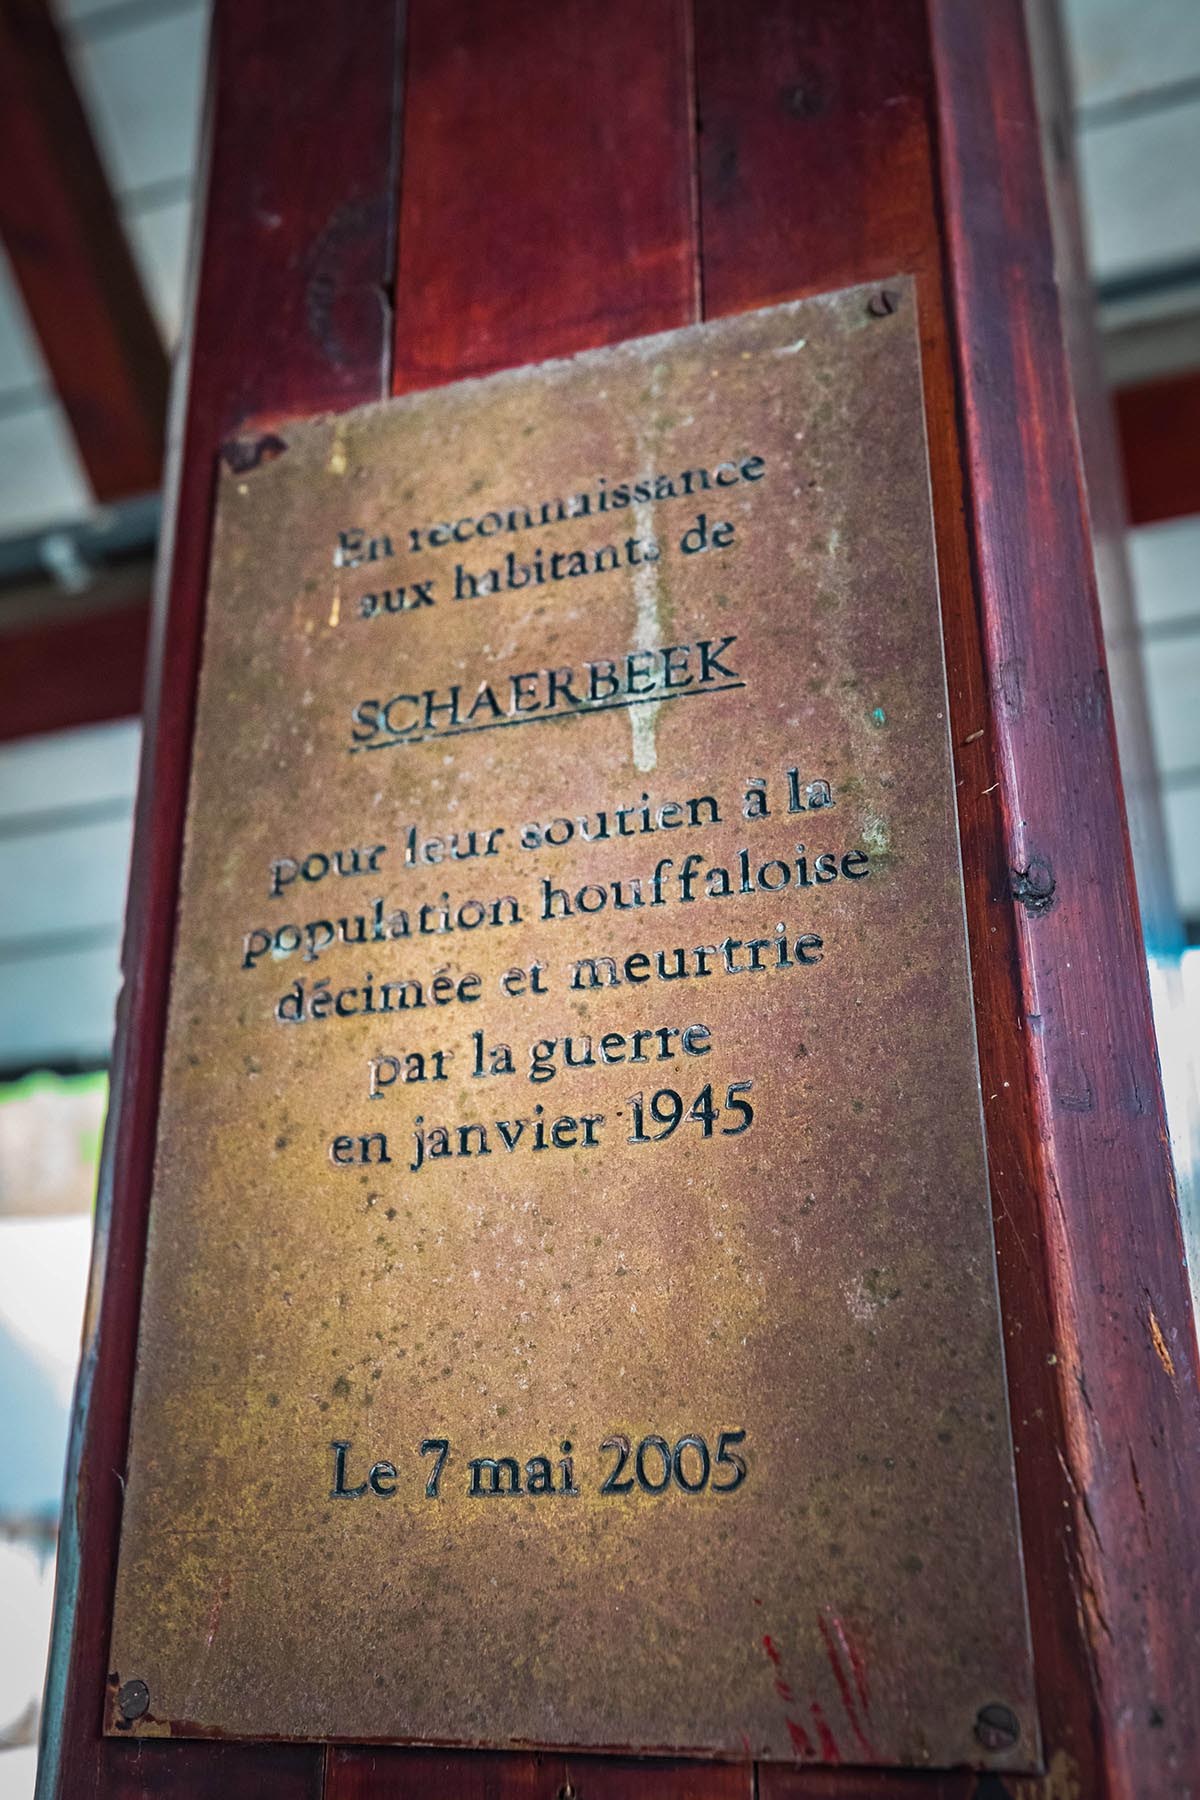 En reconnaissance
aux habitants de
SCHAERBEEK
pour leur soutien à la
population houffaloise
décimée et meurtrie
par la guerre
en janvier 1945
Le 7 mai 2005